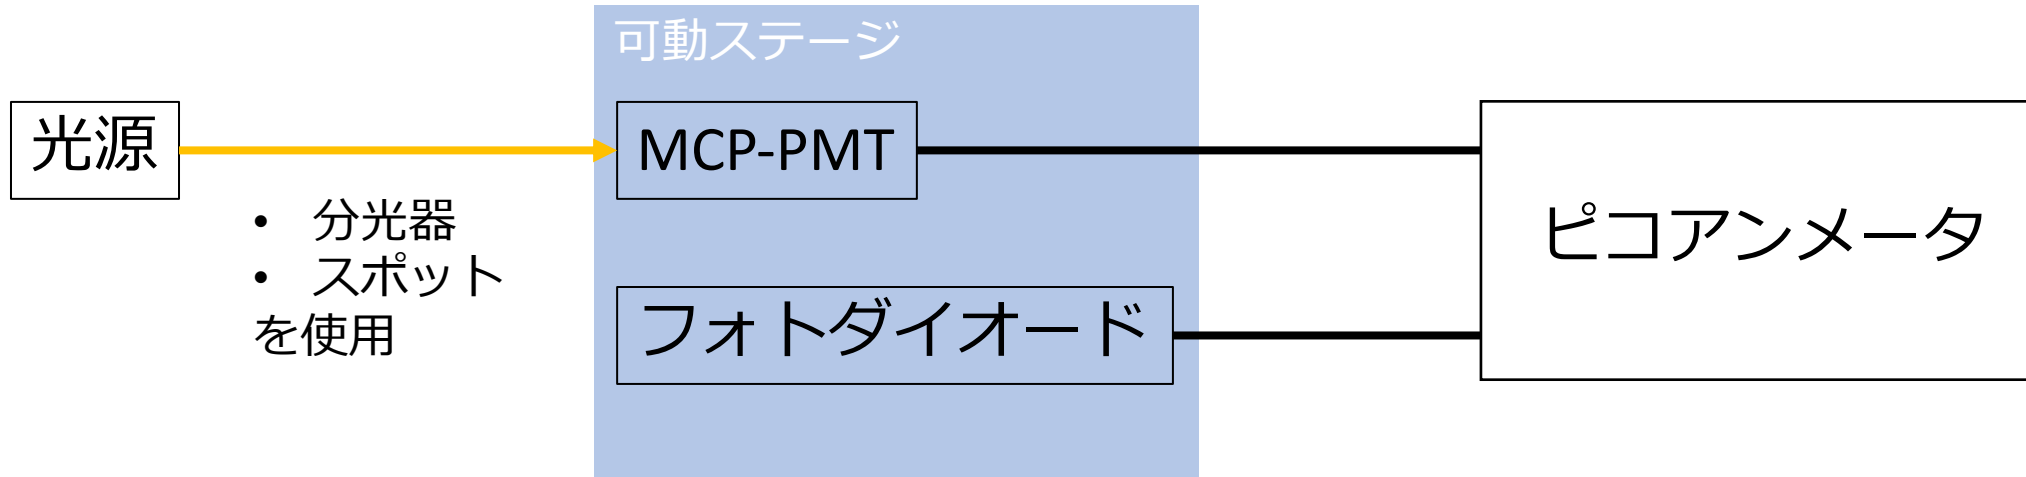 可動ステージ
光源
MCP-PMT
• 分光器
• スポット
を使用
フォトダイオード
ピコアンメータ